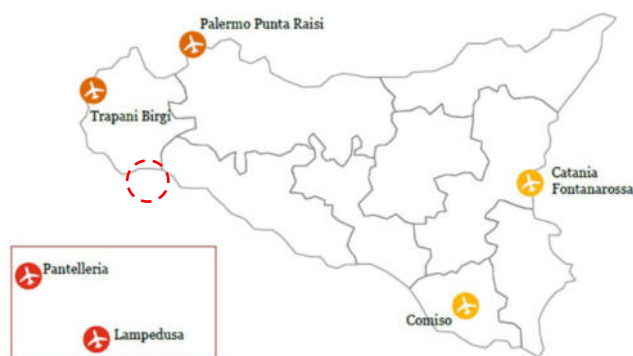 Palermo Punta Raisi
Trapani Birgi
Catania
Fontanarossa
Pantelleria
Lampedusa
Comiso